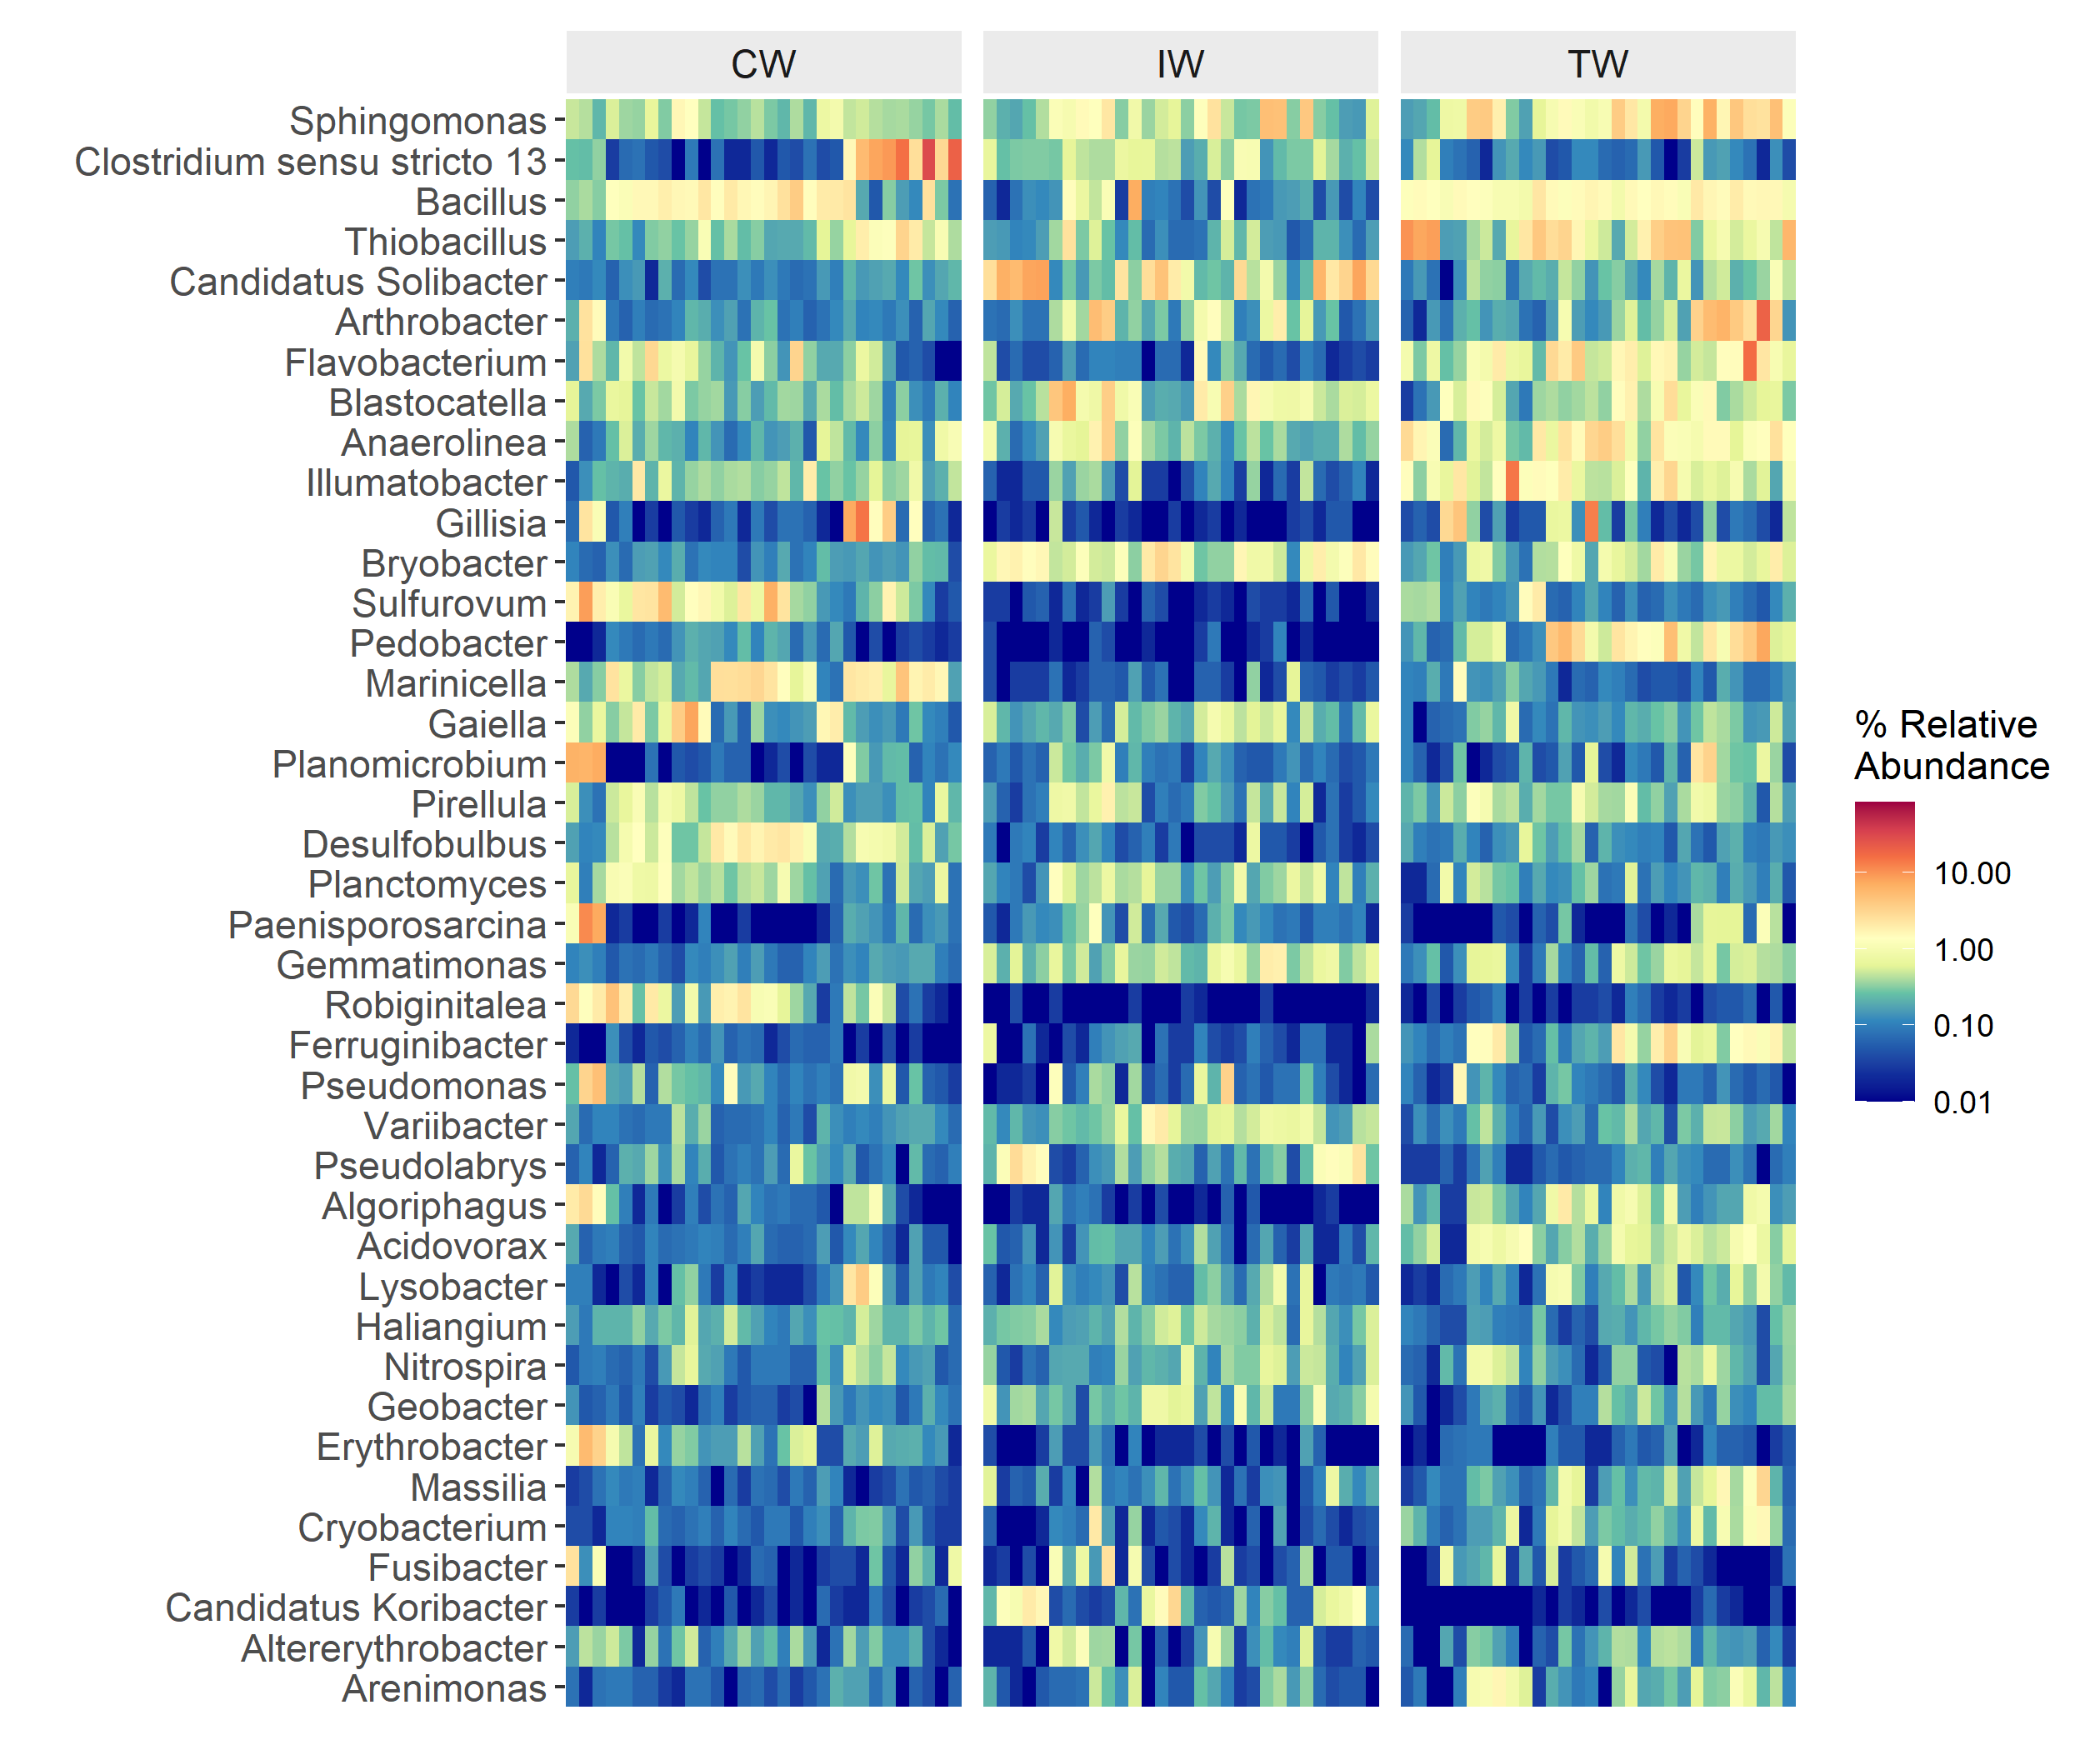 CW IW TW
Sphingomonas
Clostridium sensu stricto 13
Bacillus
Thiobacillus
Candidatus Solibacter
Arthrobacter
Flavobacterium
Blastocatella
Anaerolinea
Illumatobacter
Gillisia
Bryobacter
Sulfurovum
Pedobacter
Marinicella
Gaiella
Planomicrobium
Pirellula
Desulfobulbus
Planctomyces
Paenisporosarcina
Gemmatimonas
Robiginitalea
Ferruginibacter
Pseudomonas
Variibacter
Pseudolabrys
Algoriphagus
Acidovorax
Lysobacter
Haliangium
Nitrospira
Geobacter
Erythrobacter
Massilia
Cryobacterium
Fusibacter
Candidatus Koribacter
Altererythrobacter
Arenimonas
% Relative
Abundance
10.00
1.00
0.10
0.01